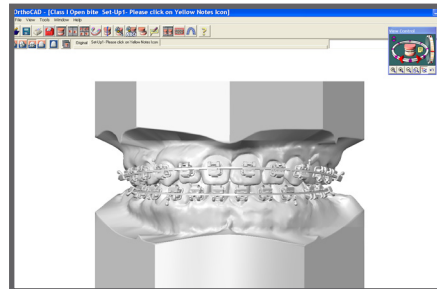 OrthoCAD - [Class I Open bite Set-Up1- Please click on Yellow Notes Icon]
File View Tools Window Help
Original Set-Up1- Please click on Yellow Notes Icon
View Control